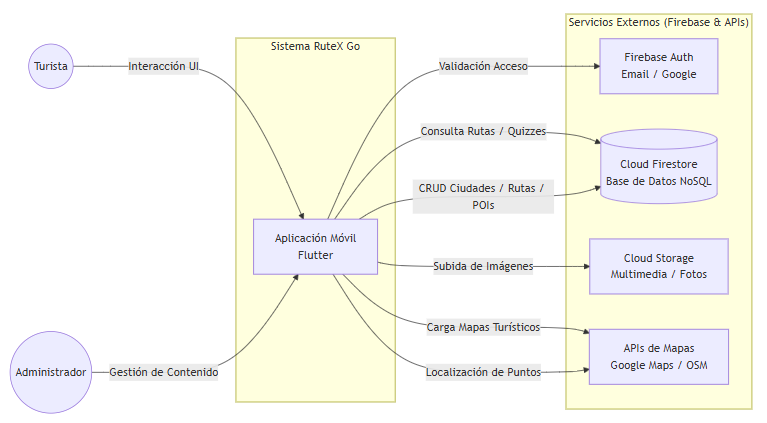 Servicios Externos (Firebase & APIs)
Sistema RuteX Go
Turista
Interacción UI
Validación Acceso
Firebase Auth
Email / Google
Consulta Rutas / Quizzes
Cloud Firestore
Base de Datos NoSQL
CRUD Ciudades / Rutas /
POIs
Aplicación Móvil
Flutter
Subida de Imágenes
Cloud Storage
Multimedia / Fotos
Carga Mapas Turísticos
APIs de Mapas
Google Maps / OSM
Administrador
Gestión de Contenido
Localización de Puntos